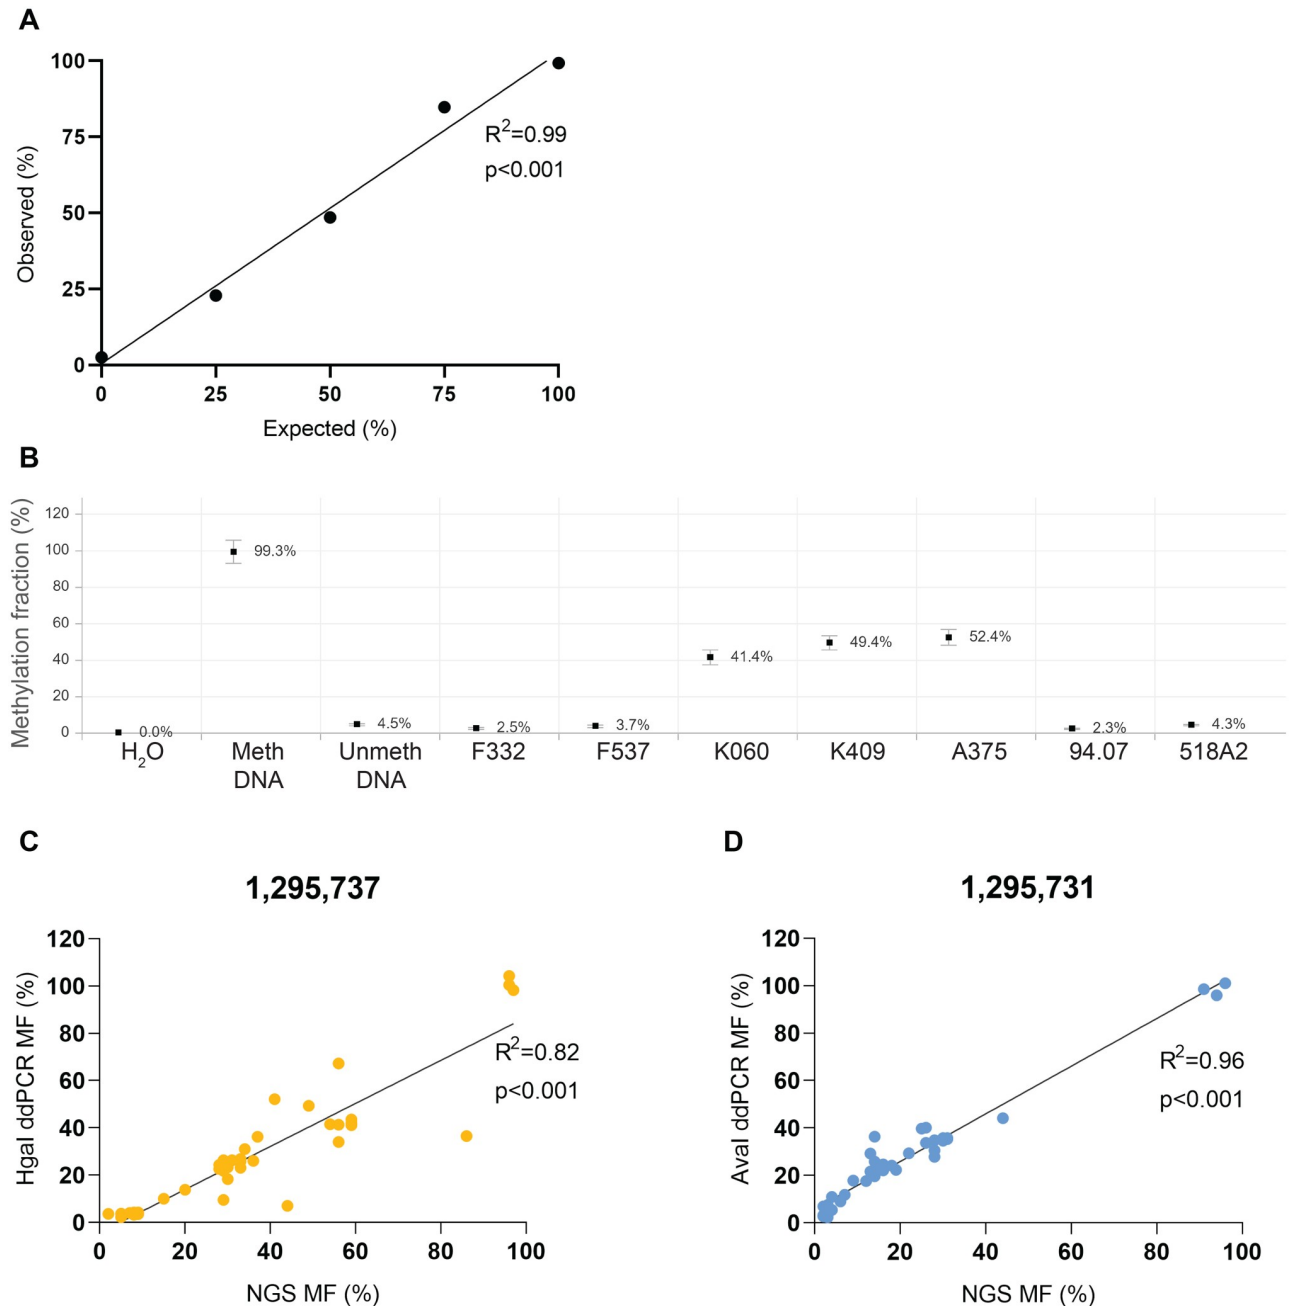 A
100
75
50
25
0
Observed (%)
R²=0.99
p<0.001
0 25 50 75 100
Expected (%)
B
Methylation fraction (%)
120
100
80
60
40
20
0
0.0% 99.3% 4.5% 2.5% 3.7% 41.4% 49.4% 52.4% 2.3% 4.3%
H₂O Meth Unmeth F332 F537 K060 K409 A375 94.07 518A2
DNA DNA
C
1,295,737
HgaI ddPCR MF (%)
120
100
80
60
40
20
0
R²=0.82
p<0.001
0 20 40 60 80 100
NGS MF (%)
D
1,295,731
AvaI ddPCR MF (%)
120
100
80
60
40
20
0
R²=0.96
p<0.001
0 20 40 60 80 100
NGS MF (%)